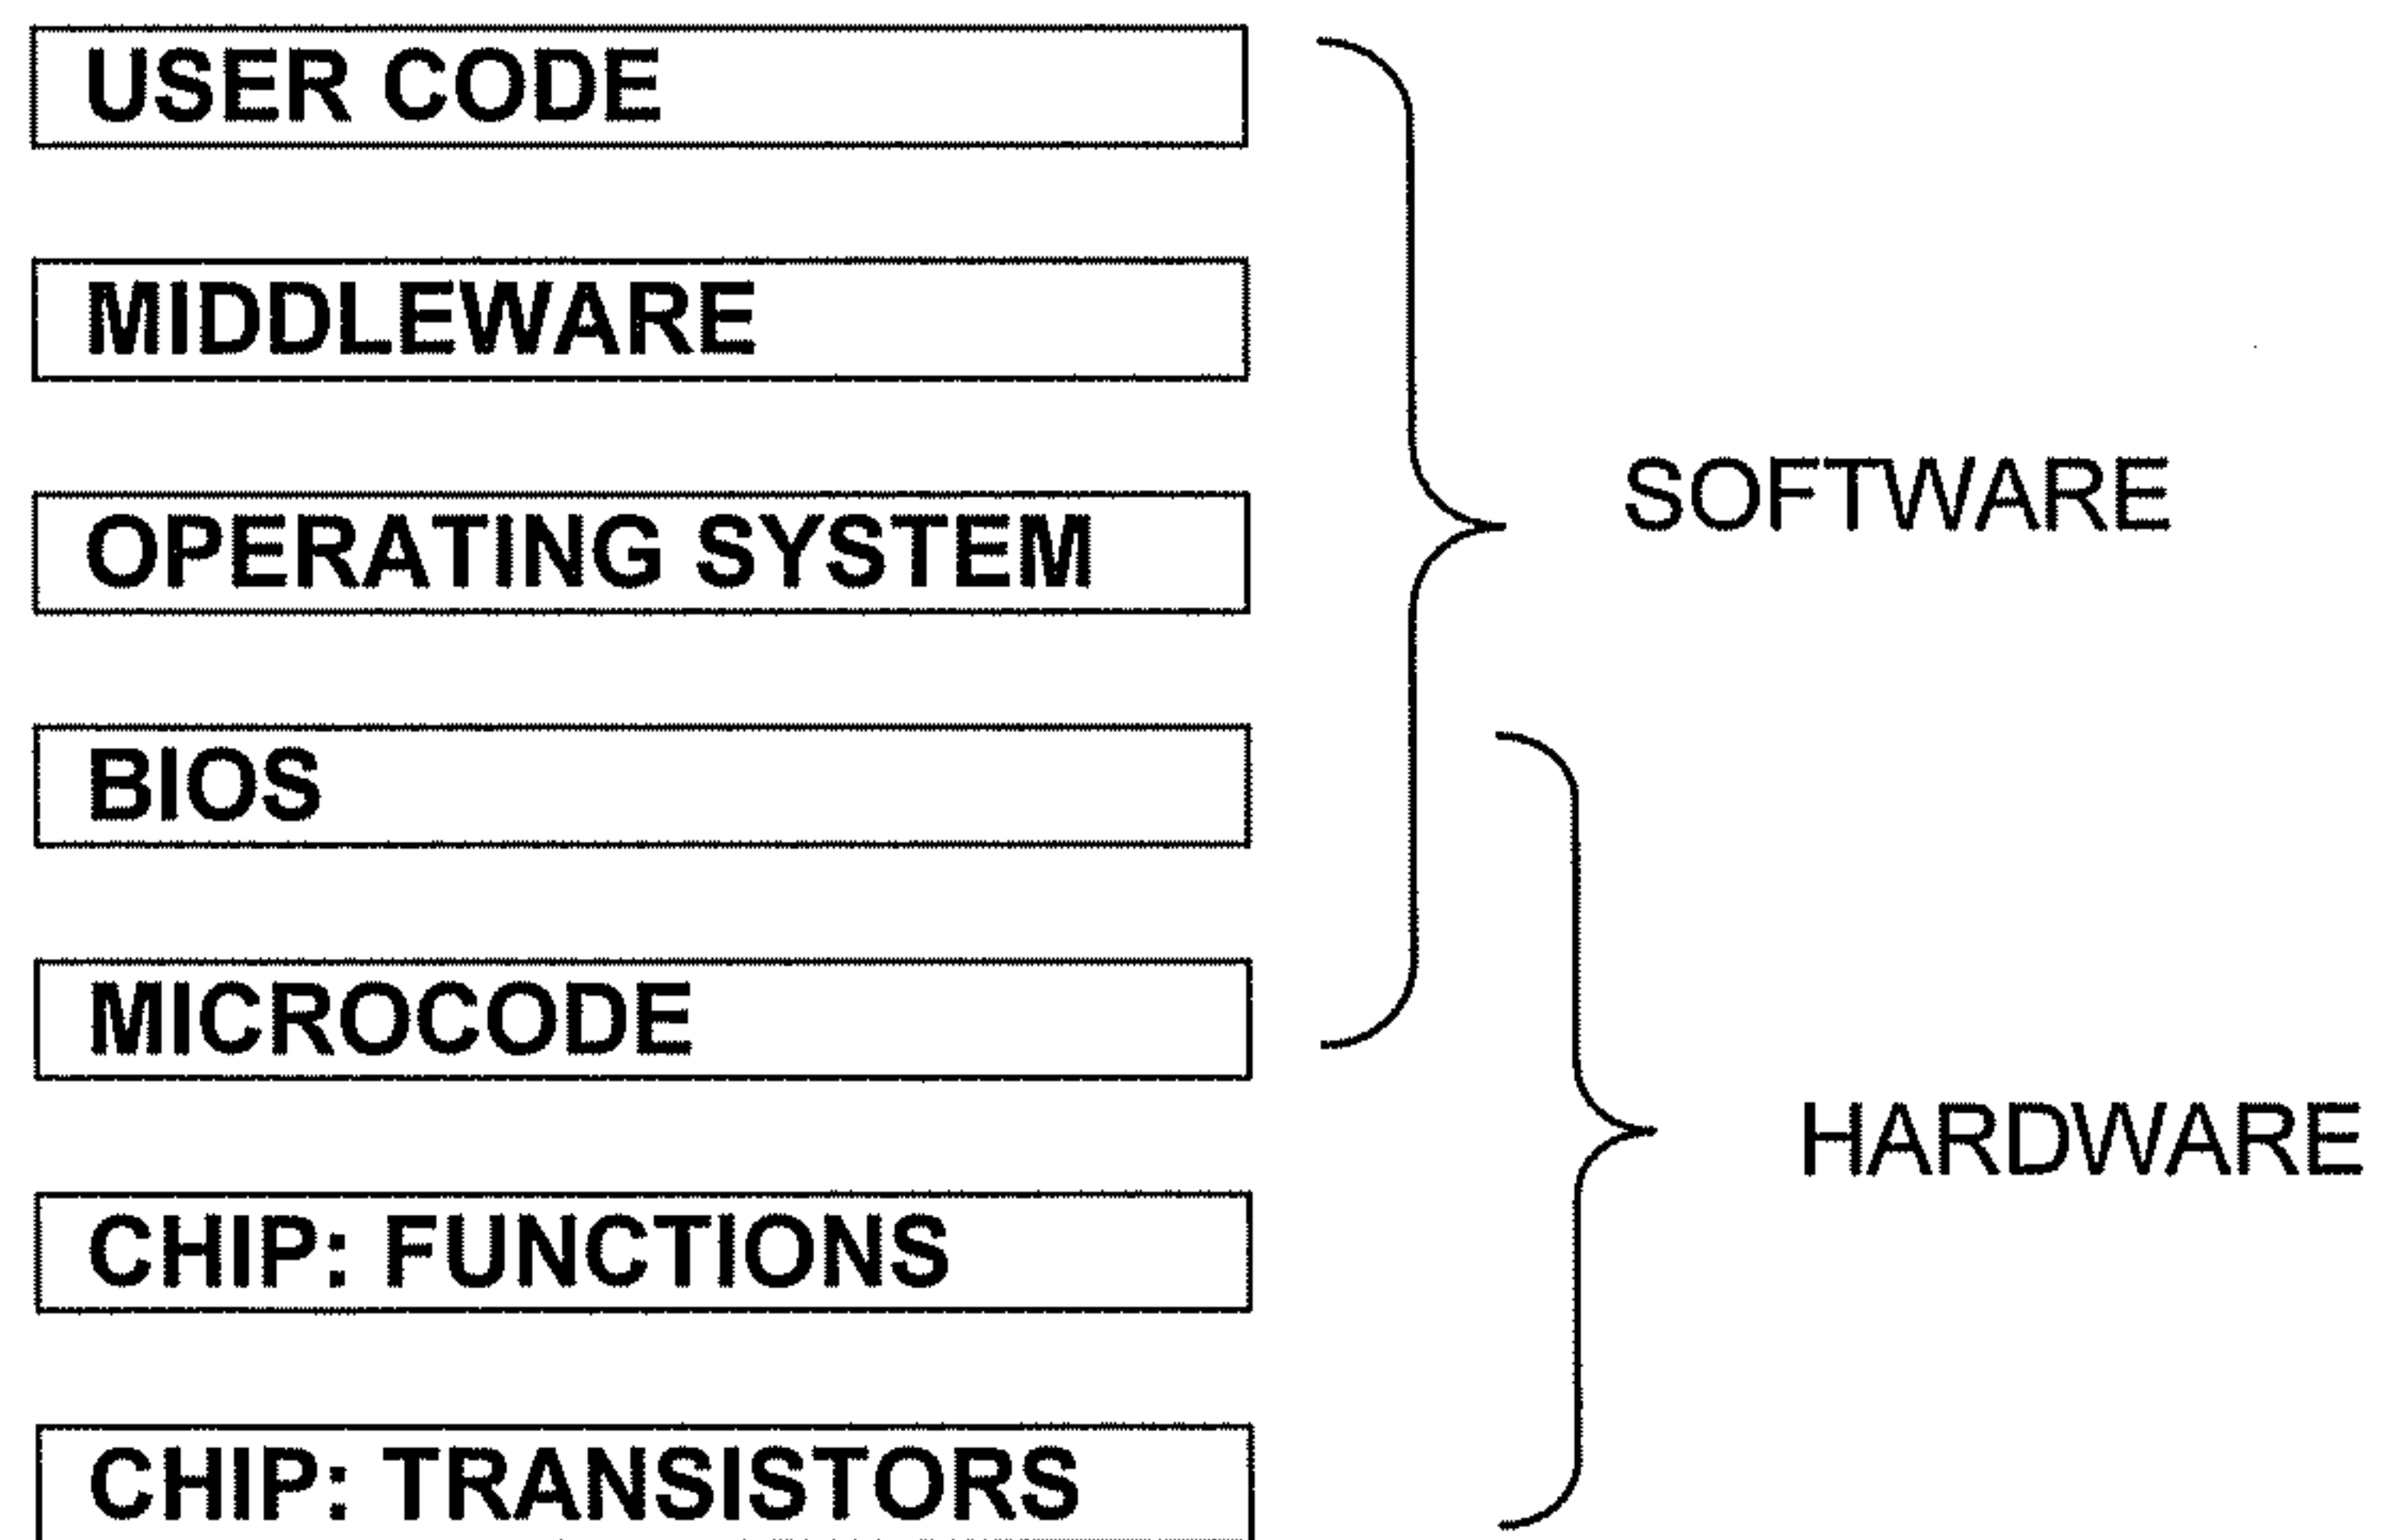 USER CODE
MIDDLEWARE
OPERATING SYSTEM
SOFTWARE
BIOS
MICROCODE
HARDWARE
CHIP: FUNCTIONS
CHIP: TRANSISTORS